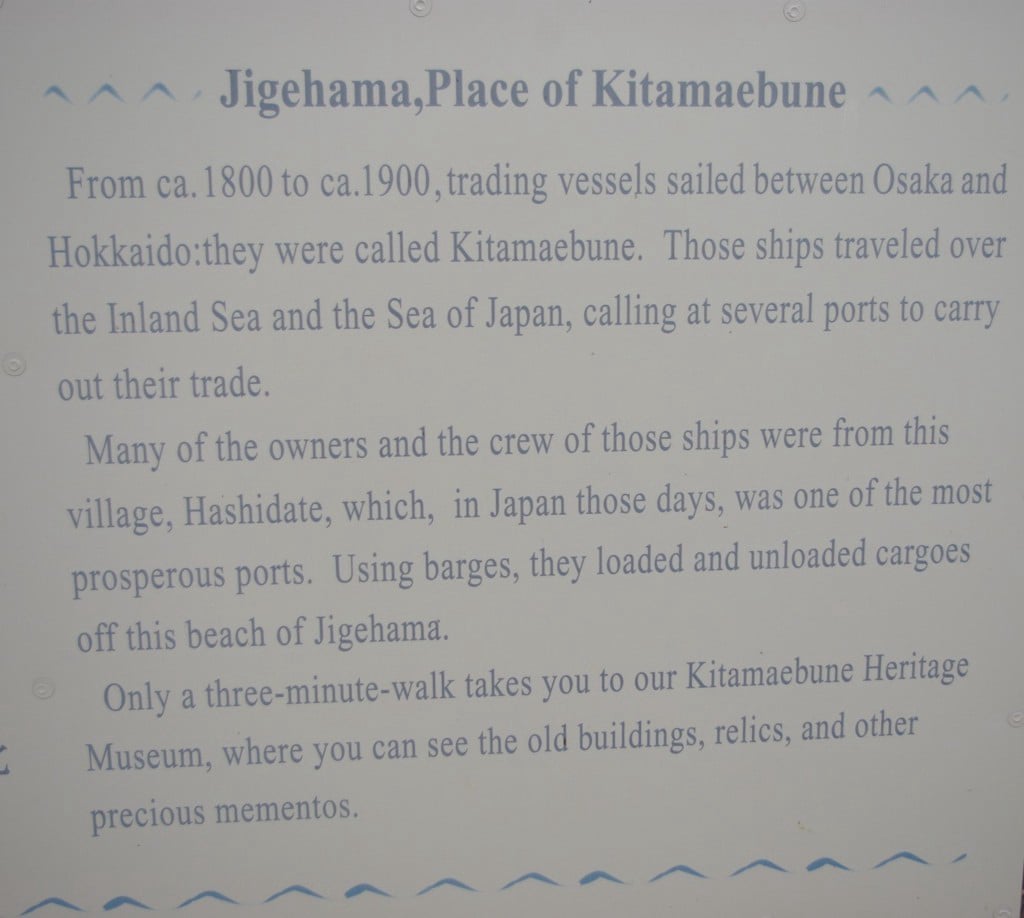 Jigehama,Place of Kitamaebune
From ca.1800 to ca.1900,trading vessels sailed between Osaka and
Hokkaido:they were called Kitamaebune. Those ships traveled over
the Inland Sea and the Sea of Japan, calling at several ports to carry
out their trade.
Many of the owners and the crew of those ships were from this
village, Hashidate, which, in Japan those days, was one of the most
prosperous ports. Using barges, they loaded and unloaded cargoes
off this beach of Jigehama.
Only a three-minute-walk takes you to our Kitamaebune Heritage
Museum, where you can see the old buildings, relics, and other
precious mementos.